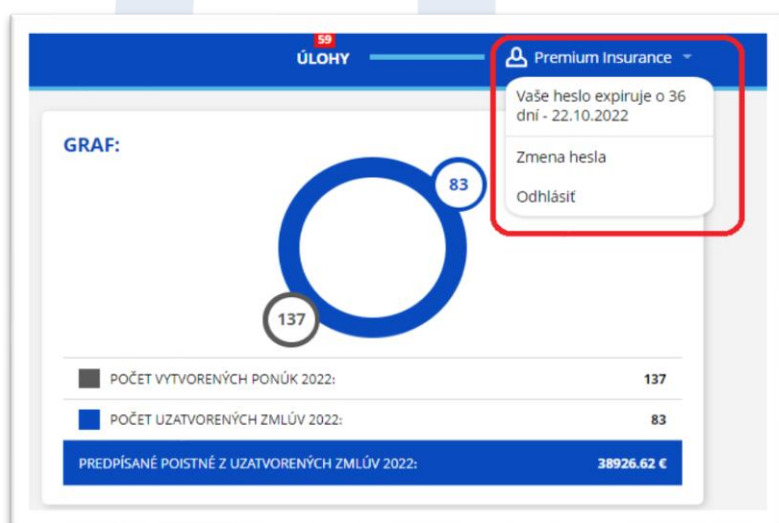 59
ÚLOHY
Premium Insurance
Vaše heslo expiruje o 36
dní - 22.10.2022
Zmena hesla
Odhlásiť
GRAF:
83
137
POČET VYTVORENÝCH PONÚK 2022: 137
POČET UZATVORENÝCH ZMLÚV 2022: 83
PREDPÍSANÉ POISTNÉ Z UZATVORENÝCH ZMLÚV 2022: 38926.62 €